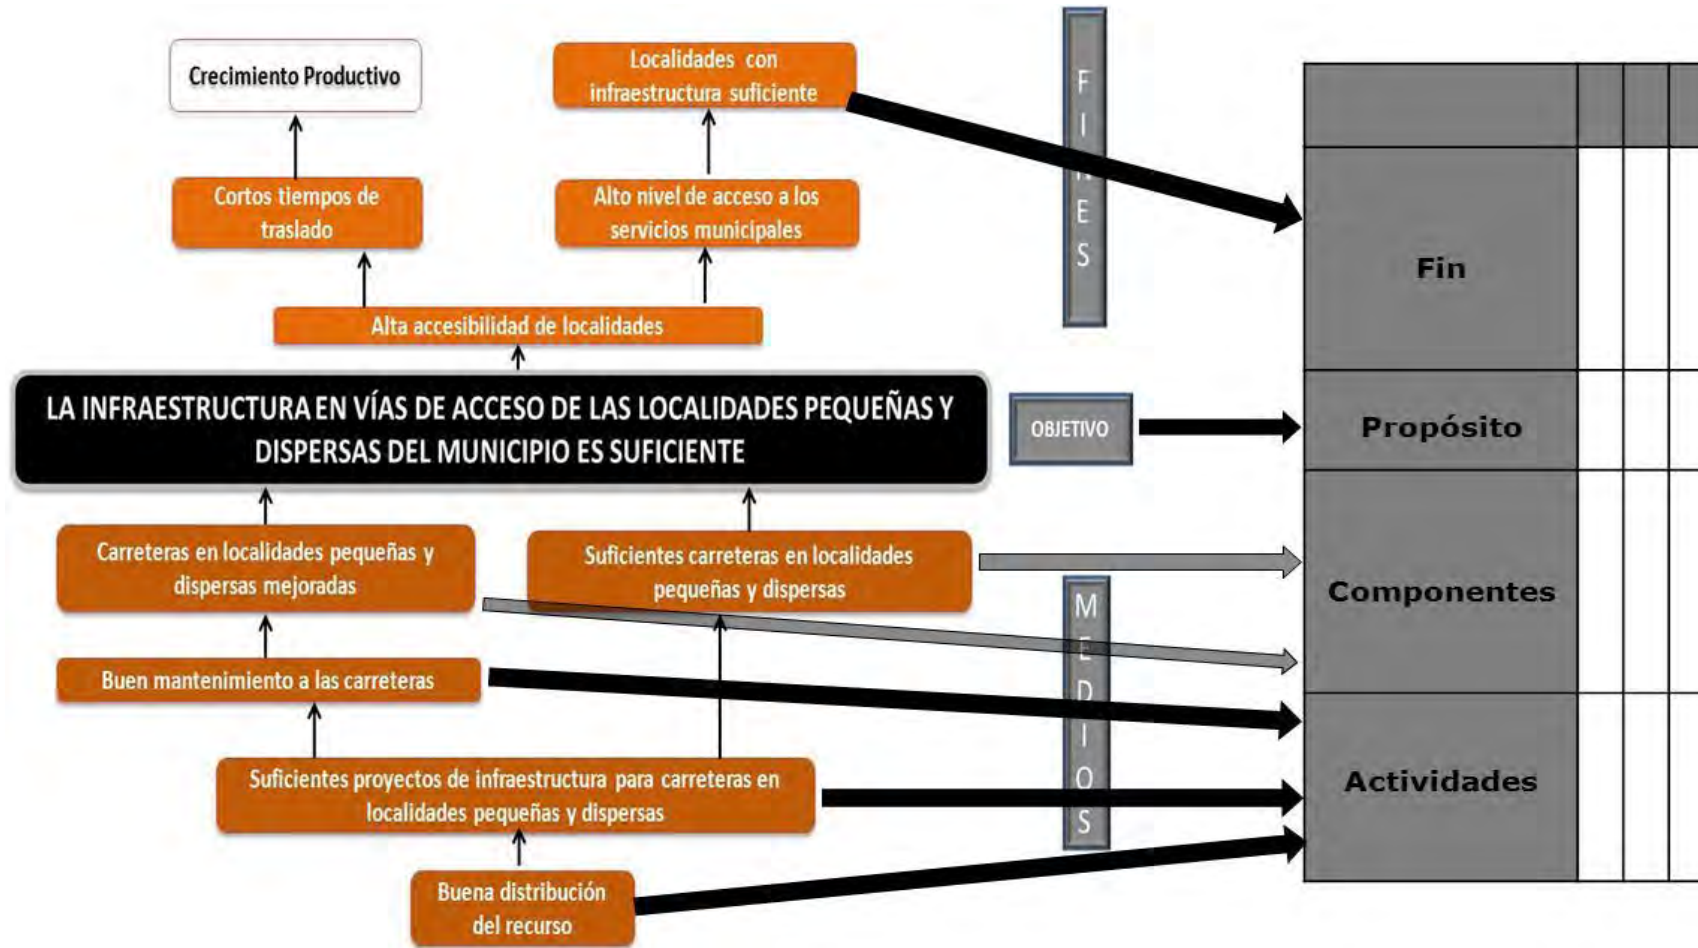 Crecimiento Productivo
Localidades con
infraestructura suficiente
Cortos tiempos de
traslado
Alto nivel de acceso a los
servicios municipales
Alta accesibilidad de localidades
LA INFRAESTRUCTURA EN VÍAS DE ACCESO DE LAS LOCALIDADES PEQUEÑAS Y
DISPERSAS DEL MUNICIPIO ES SUFICIENTE
Carreteras en localidades pequeñas y
dispersas mejoradas
Suficientes carreteras en localidades
pequeñas y dispersas
Buen mantenimiento a las carreteras
Suficientes proyectos de infraestructura para carreteras en
localidades pequeñas y dispersas
Buena distribución
del recurso
FINES
OBJETIVO
MEDIOS
Fin
Propósito
Componentes
Actividades